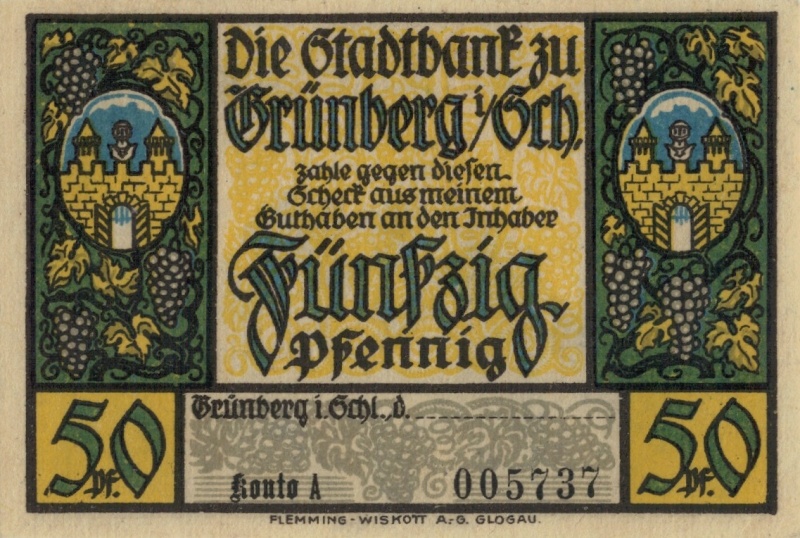 Die Stadtbank zu
Grünberg i/Sch.
zahle gegen diesen
Scheck aus meinem
Guthaben an den Inhaber
Fünfzig
Pfennig
50 Pf.
Grünberg i. Schl., d.
Konto A 005737
50 Pf.
FLEMMING-WISKOTT A.-G. GLOGAU.